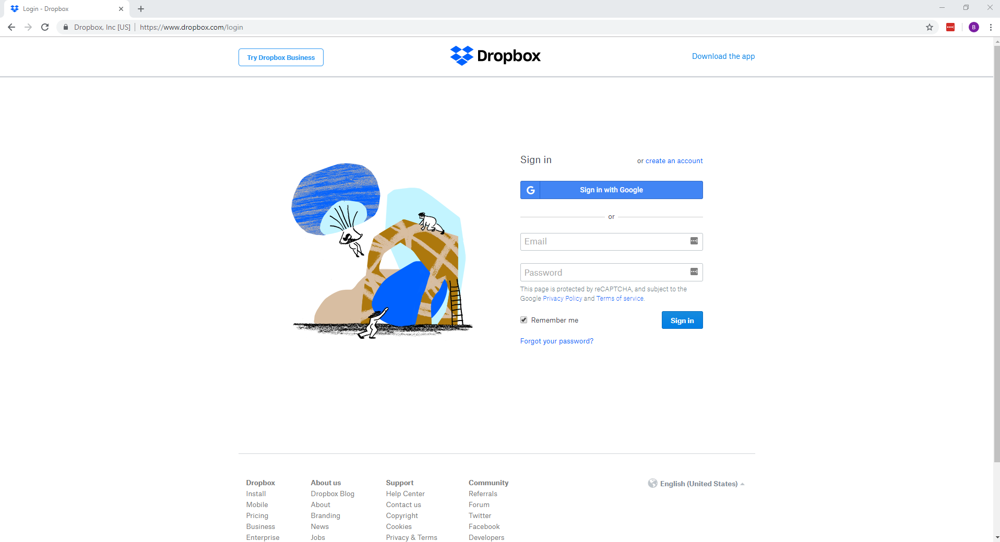 Login - Dropbox
Dropbox, Inc [US] https://www.dropbox.com/login
B
Try Dropbox Business
Dropbox
Download the app
Sign in
or create an account
G Sign in with Google
or
Email
Password
This page is protected by reCAPTCHA, and subject to the
Google Privacy Policy and Terms of service.
Remember me
Sign in
Forgot your password?
Dropbox
Install
Mobile
Pricing
Business
Enterprise
About us
Dropbox Blog
About
Branding
News
Jobs
Support
Help Center
Contact us
Copyright
Cookies
Privacy & Terms
Community
Referrals
Forum
Twitter
Facebook
Developers
English (United States)